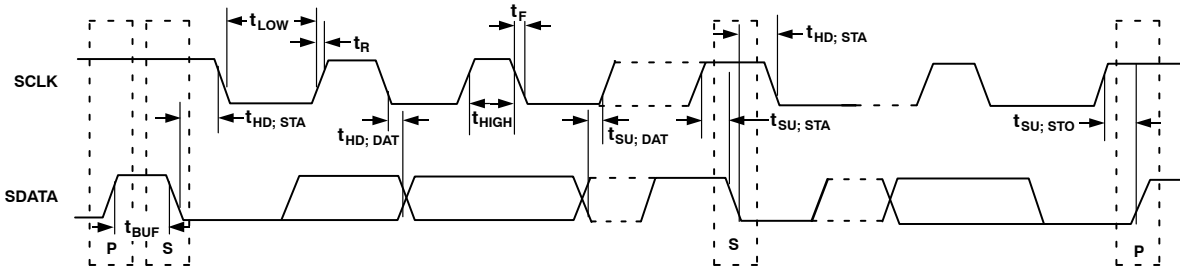 tLOW
tF
tR
tHD; STA
SCLK
tHD; STA
tHD; DAT
tHIGH
tSU; DAT
tSU; STA
tSU; STO
SDATA
tBUF
P
S
S
P